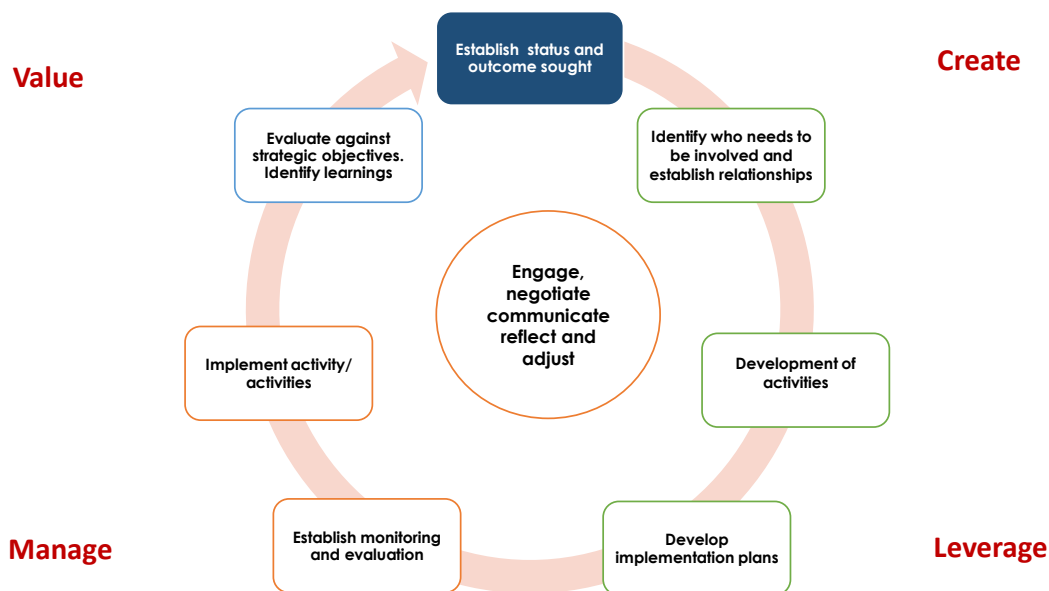 Value
Create
Establish status and
outcome sought
Identify who needs to
be involved and
establish relationships
Development of
activities
Develop
implementation plans
Establish monitoring
and evaluation
Implement activity/
activities
Evaluate against
strategic objectives.
Identify learnings
Engage,
negotiate
communicate
reflect and
adjust
Manage
Leverage